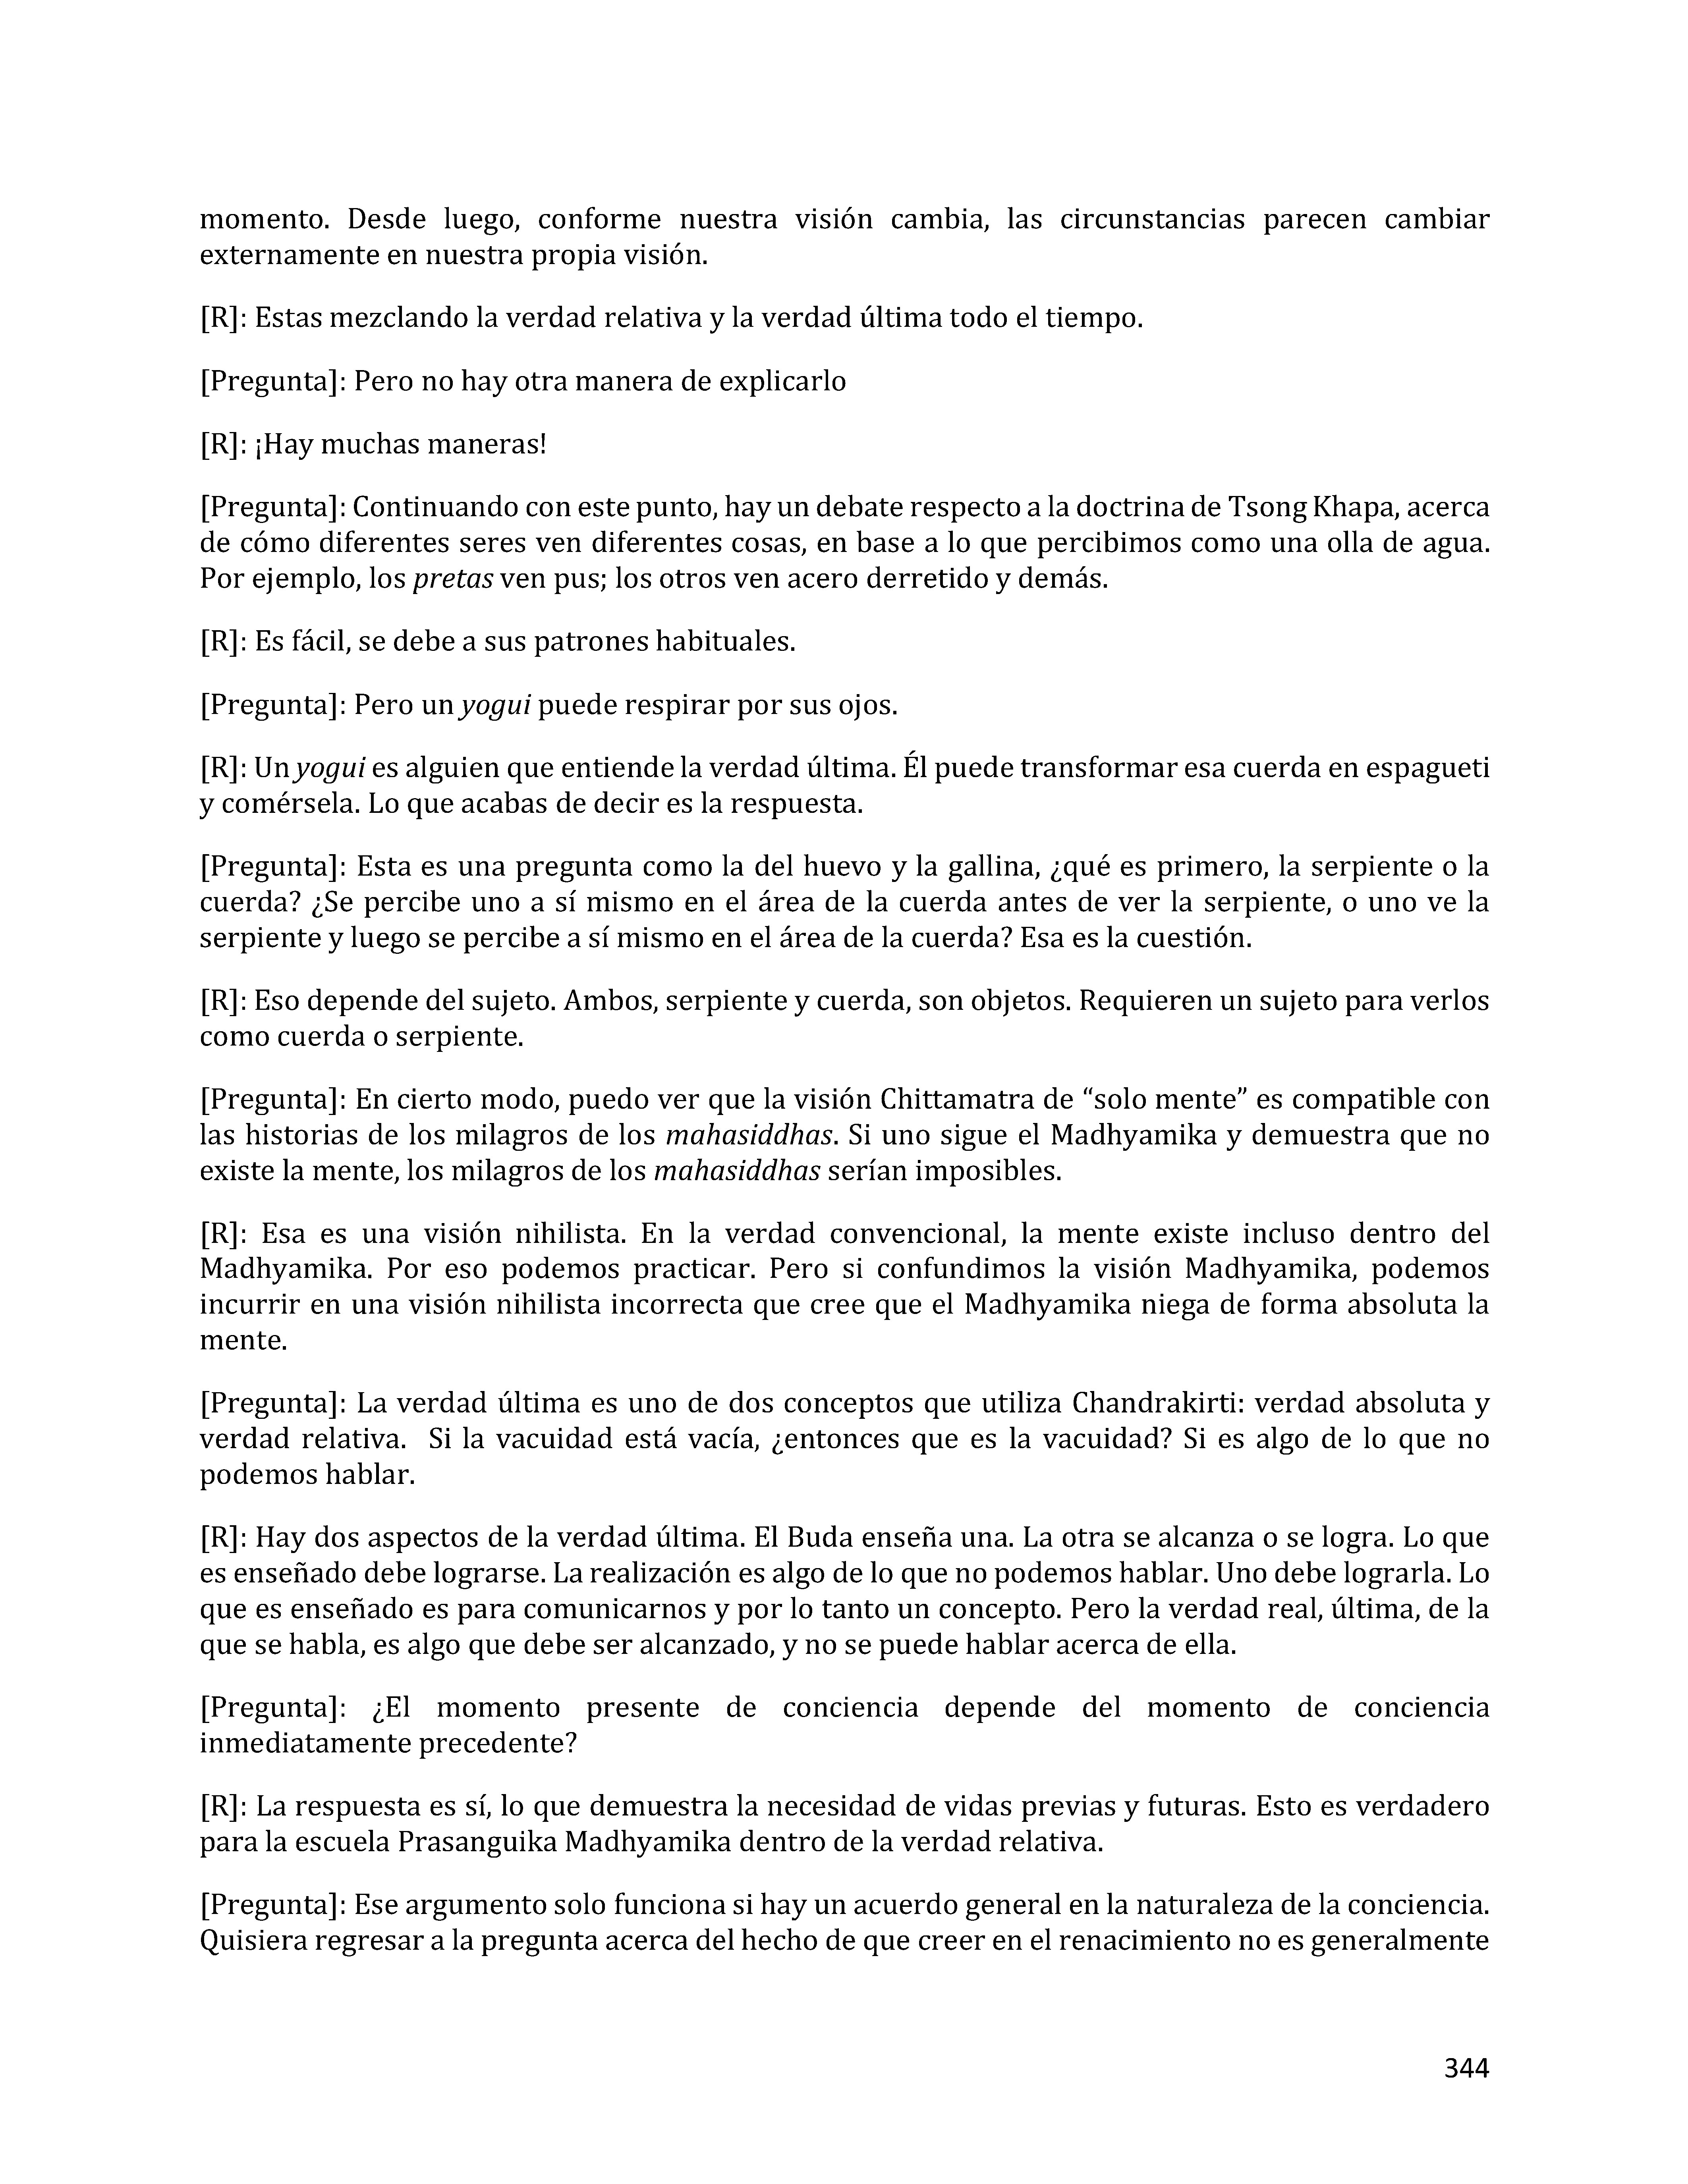 momento. Desde luego, conforme nuestra visión cambia, las circunstancias parecen cambiar
externamente en nuestra propia visión.
[R]: Estas mezclando la verdad relativa y la verdad última todo el tiempo.
[Pregunta]: Pero no hay otra manera de explicarlo
[R]: ¡Hay muchas maneras!
[Pregunta]: Continuando con este punto, hay un debate respecto a la doctrina de Tsong Khapa, acerca
de cómo diferentes seres ven diferentes cosas, en base a lo que percibimos como una olla de agua.
Por ejemplo, los pretas ven pus; los otros ven acero derretido y demás.
[R]: Es fácil, se debe a sus patrones habituales.
[Pregunta]: Pero un yogui puede respirar por sus ojos.
[R]: Un yogui es alguien que entiende la verdad última. Él puede transformar esa cuerda en espagueti
y comérsela. Lo que acabas de decir es la respuesta.
[Pregunta]: Esta es una pregunta como la del huevo y la gallina, ¿qué es primero, la serpiente o la
cuerda? ¿Se percibe uno a sí mismo en el área de la cuerda antes de ver la serpiente, o uno ve la
serpiente y luego se percibe a sí mismo en el área de la cuerda? Esa es la cuestión.
[R]: Eso depende del sujeto. Ambos, serpiente y cuerda, son objetos. Requieren un sujeto para verlos
como cuerda o serpiente.
[Pregunta]: En cierto modo, puedo ver que la visión Chittamatra de “solo mente” es compatible con
las historias de los milagros de los mahasiddhas. Si uno sigue el Madhyamika y demuestra que no
existe la mente, los milagros de los mahasiddhas serían imposibles.
[R]: Esa es una visión nihilista. En la verdad convencional, la mente existe incluso dentro del
Madhyamika. Por eso podemos practicar. Pero si confundimos la visión Madhyamika, podemos
incurrir en una visión nihilista incorrecta que cree que el Madhyamika niega de forma absoluta la
mente.
[Pregunta]: La verdad última es uno de dos conceptos que utiliza Chandrakirti: verdad absoluta y
verdad relativa. Si la vacuidad está vacía, ¿entonces que es la vacuidad? Si es algo de lo que no
podemos hablar.
[R]: Hay dos aspectos de la verdad última. El Buda enseña una. La otra se alcanza o se logra. Lo que
es enseñado debe lograrse. La realización es algo de lo que no podemos hablar. Uno debe lograrla. Lo
que es enseñado es para comunicarnos y por lo tanto un concepto. Pero la verdad real, última, de la
que se habla, es algo que debe ser alcanzado, y no se puede hablar acerca de ella.
[Pregunta]: ¿El momento presente de conciencia depende del momento de conciencia
inmediatamente precedente?
[R]: La respuesta es sí, lo que demuestra la necesidad de vidas previas y futuras. Esto es verdadero
para la escuela Prasanguika Madhyamika dentro de la verdad relativa.
[Pregunta]: Ese argumento solo funciona si hay un acuerdo general en la naturaleza de la conciencia.
Quisiera regresar a la pregunta acerca del hecho de que creer en el renacimiento no es generalmente
344